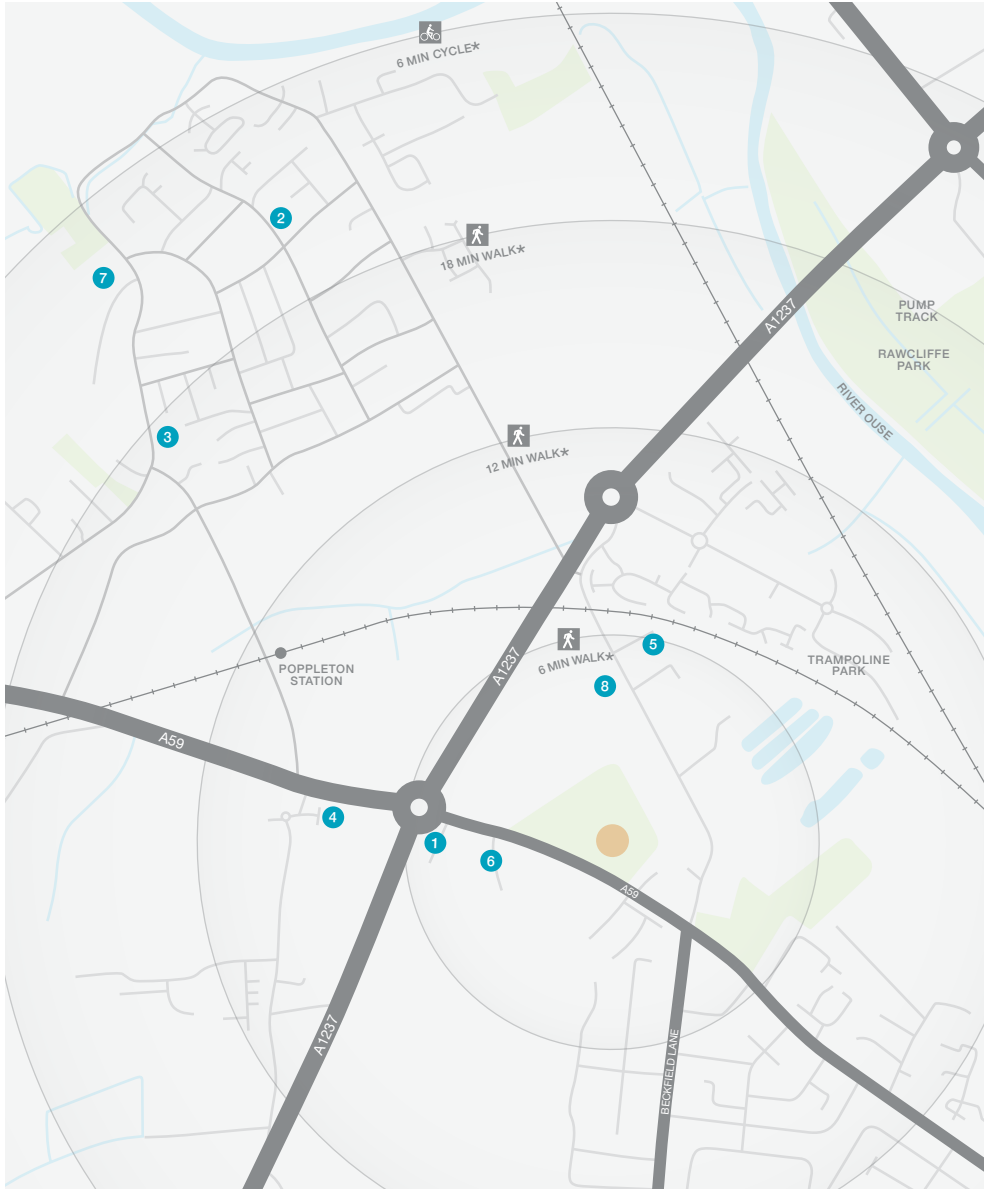 6 MIN CYCLE*
2
18 MIN WALK*
7
A1237
PUMP
TRACK
RAWCLIFFE
PARK
RIVER OUSE
3
12 MIN WALK*
5
6 MIN WALK*
A1237
POPPLETON
STATION
TRAMPOLINE
PARK
8
A59
4
1
6
A59
A1237
BECKFIELD LANE